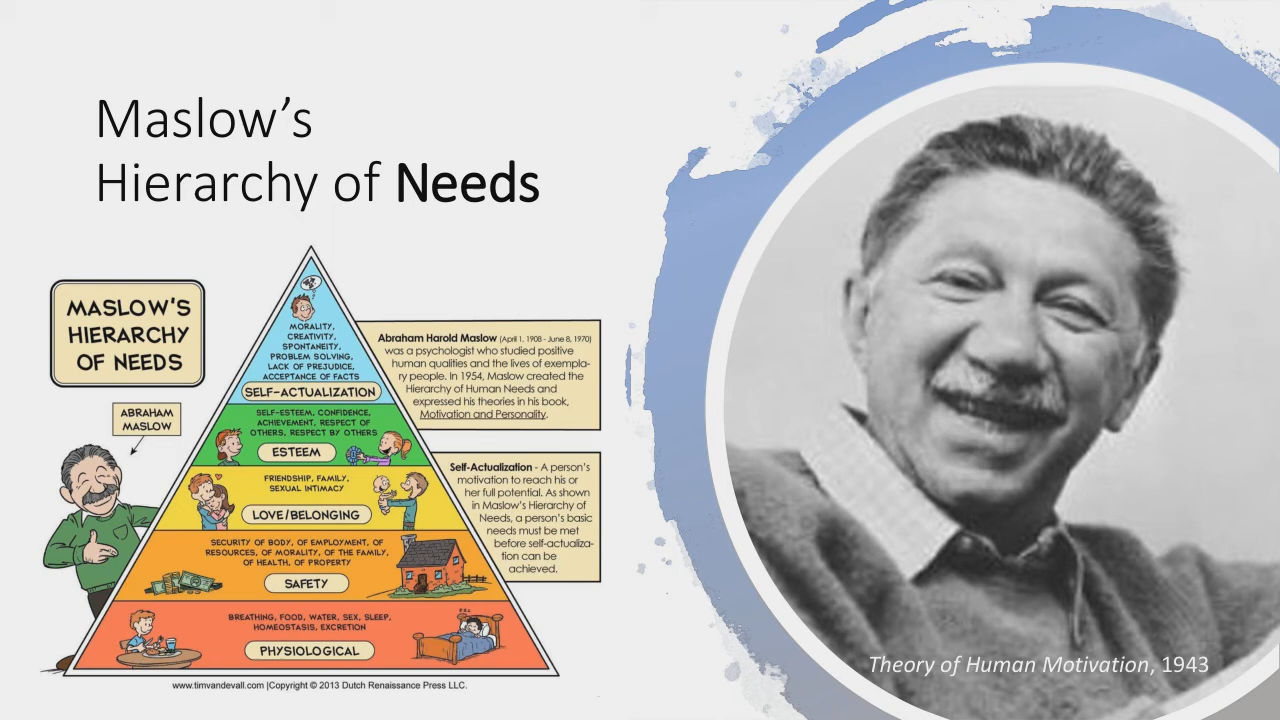 Maslow’s
Hierarchy of Needs
MASLOW'S
HIERARCHY
OF NEEDS
ABRAHAM
MASLOW
MORALITY,
CREATIVITY,
SPONTANEITY,
PROBLEM SOLVING,
LACK OF PREJUDICE,
ACCEPTANCE OF FACTS
SELF-ACTUALIZATION
SELF-ESTEEM, CONFIDENCE,
ACHIEVEMENT, RESPECT OF
OTHERS, RESPECT BY OTHERS
ESTEEM
FRIENDSHIP, FAMILY,
SEXUAL INTIMACY
LOVE/BELONGING
SECURITY OF BODY, OF EMPLOYMENT, OF
RESOURCES, OF MORALITY, OF THE FAMILY,
OF HEALTH, OF PROPERTY
SAFETY
BREATHING, FOOD, WATER, SEX, SLEEP,
HOMEOSTASIS, EXCRETION
PHYSIOLOGICAL
Abraham Harold Maslow (April 1, 1908 - June 8, 1970)
was a psychologist who studied positive
human qualities and the lives of exempla-
ry people. In 1954, Maslow created the
Hierarchy of Human Needs and
expressed his theories in his book,
Motivation and Personality.
Self-Actualization - A person's
motivation to reach his or
her full potential. As shown
in Maslow's Hierarchy of
Needs, a person's basic
needs must be met
before self-actualiza-
tion can be
achieved.
www.timvandevall.com |Copyright © 2013 Dutch Renaissance Press LLC.
Theory of Human Motivation, 1943